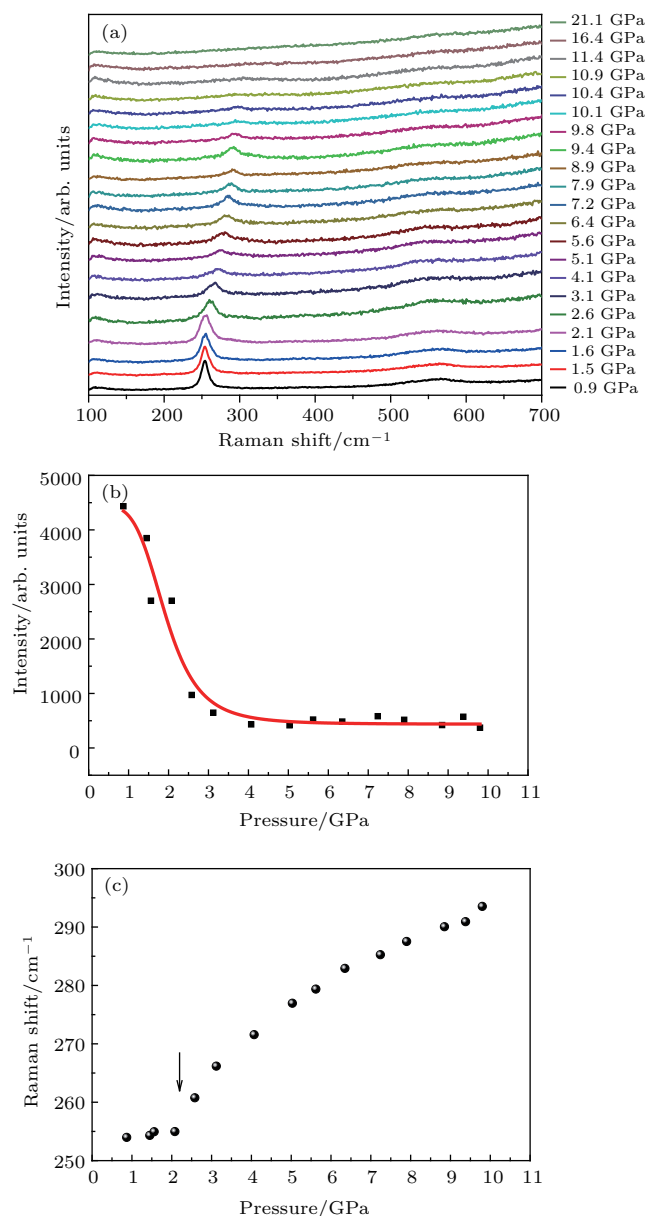 (a)
21.1 GPa
16.4 GPa
11.4 GPa
10.9 GPa
10.4 GPa
10.1 GPa
9.8 GPa
9.4 GPa
8.9 GPa
7.9 GPa
7.2 GPa
6.4 GPa
5.6 GPa
5.1 GPa
4.1 GPa
3.1 GPa
2.6 GPa
2.1 GPa
1.6 GPa
1.5 GPa
0.9 GPa
Intensity/arb. units
100 200 300 400 500 600 700
Raman shift/cm⁻¹
(b)
5000
4000
3000
2000
1000
0
Intensity/arb. units
0 1 2 3 4 5 6 7 8 9 10 11
Pressure/GPa
(c)
300
290
280
270
260
250
Raman shift/cm⁻¹
0 1 2 3 4 5 6 7 8 9 10 11
Pressure/GPa